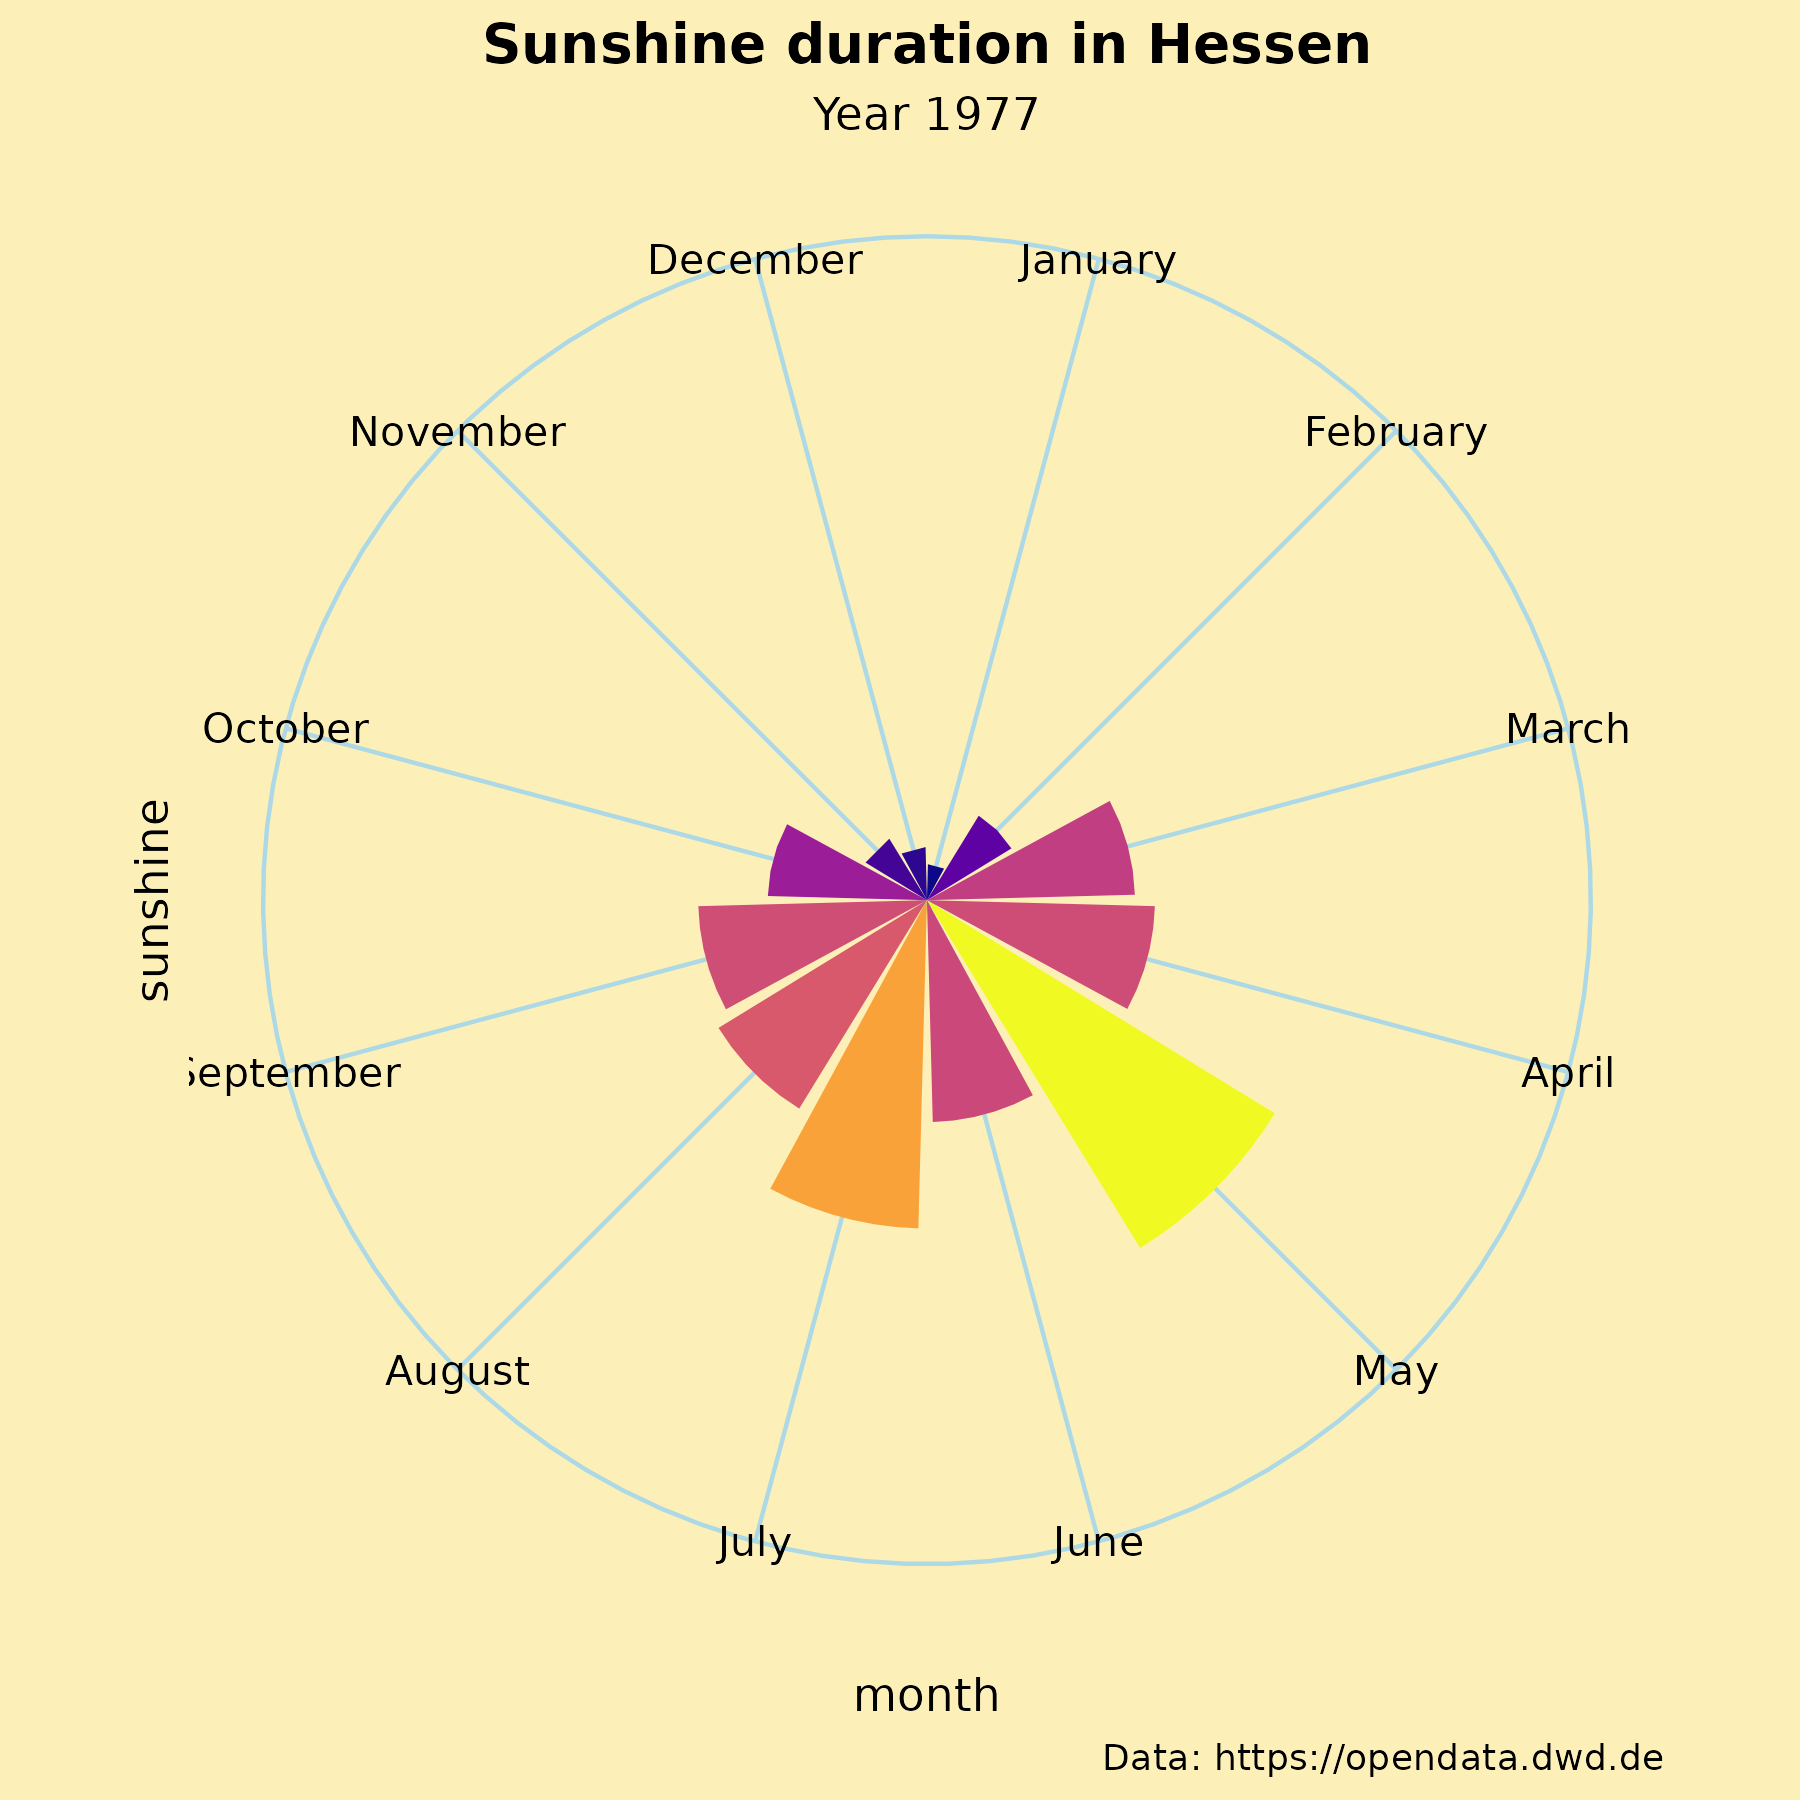 Sunshine duration in Hessen
Year 1977
December
January
November
February
October
March
sunshine
September
April
August
May
July
June
month
Data: https://opendata.dwd.de